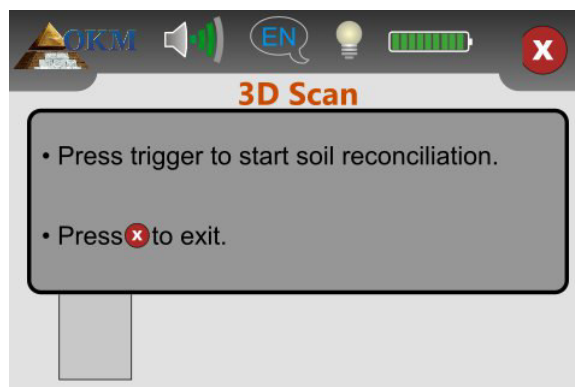 OKM EN
X
3D Scan
• Press trigger to start soil reconciliation.
• Press X to exit.